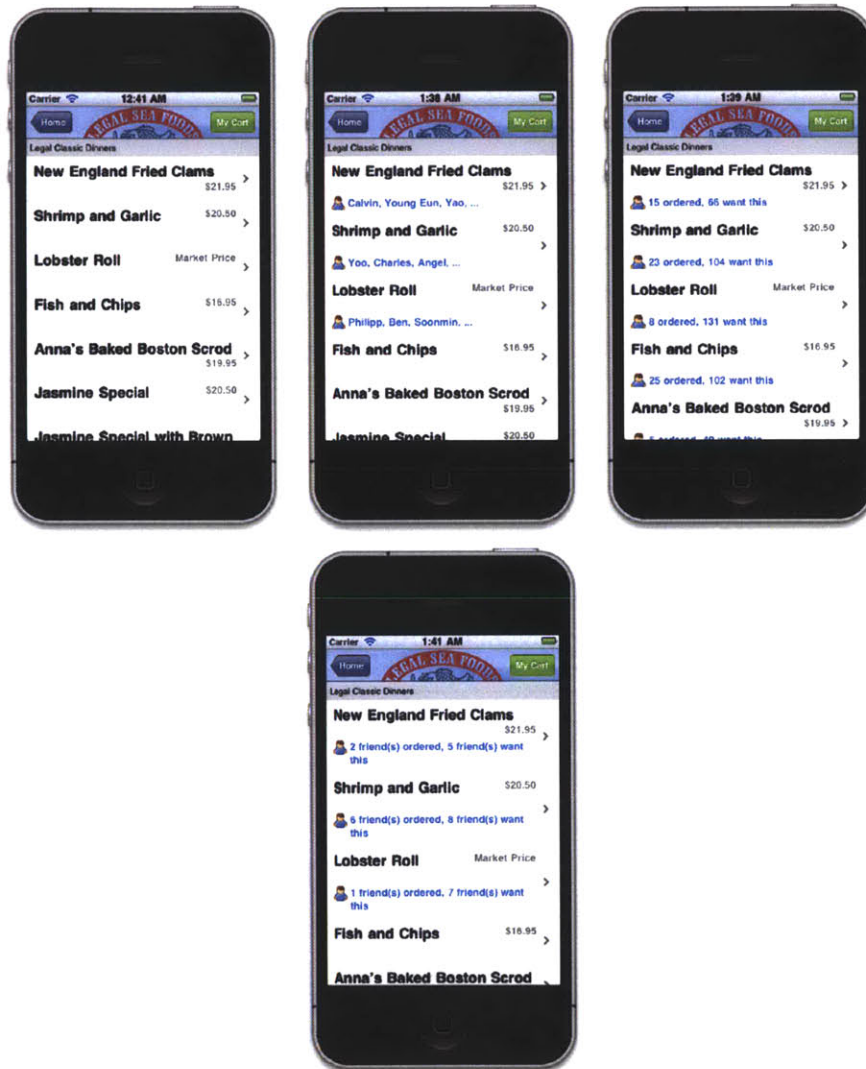 Carrier 12:41 AM
Home LEGAL SEA FOODS My Cart
Legal Classic Dinners
New England Fried Clams
$21.95
Shrimp and Garlic $20.50
Lobster Roll Market Price
Fish and Chips $16.95
Anna's Baked Boston Scrod
$19.95
Jasmine Special $20.50
Jasmine Special with Brown
Carrier 1:38 AM
Home LEGAL SEA FOODS My Cart
Legal Classic Dinners
New England Fried Clams
$21.95
Calvin, Young Eun, Yao, ...
Shrimp and Garlic $20.50
Yoo, Charles, Angel, ...
Lobster Roll Market Price
Philipp, Ben, Soonmin, ...
Fish and Chips $16.95
Anna's Baked Boston Scrod
$19.95
Jasmine Special $20.50
Carrier 1:39 AM
Home LEGAL SEA FOODS My Cart
Legal Classic Dinners
New England Fried Clams
$21.95
15 ordered, 66 want this
Shrimp and Garlic $20.50
23 ordered, 104 want this
Lobster Roll Market Price
8 ordered, 131 want this
Fish and Chips $16.95
25 ordered, 102 want this
Anna's Baked Boston Scrod
$19.95
Carrier 1:41 AM
Home LEGAL SEA FOODS My Cart
Legal Classic Dinners
New England Fried Clams
$21.95
2 friend(s) ordered, 5 friend(s) want
this
Shrimp and Garlic $20.50
6 friend(s) ordered, 8 friend(s) want
this
Lobster Roll Market Price
1 friend(s) ordered, 7 friend(s) want
this
Fish and Chips $16.95
Anna's Baked Boston Scrod